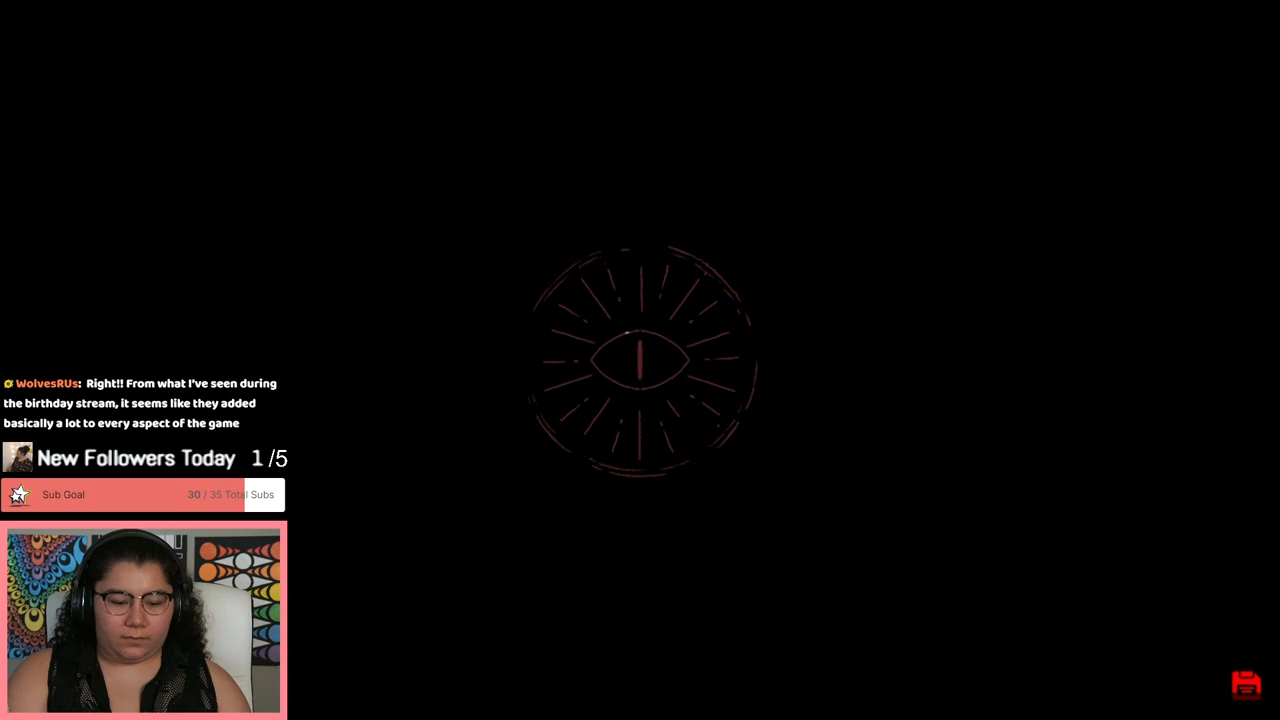 WolvesRUs: Right!! From what I've seen during
the birthday stream, it seems like they added
basically a lot to every aspect of the game
New Followers Today 1 /5
Sub Goal 30 / 35 Total Subs